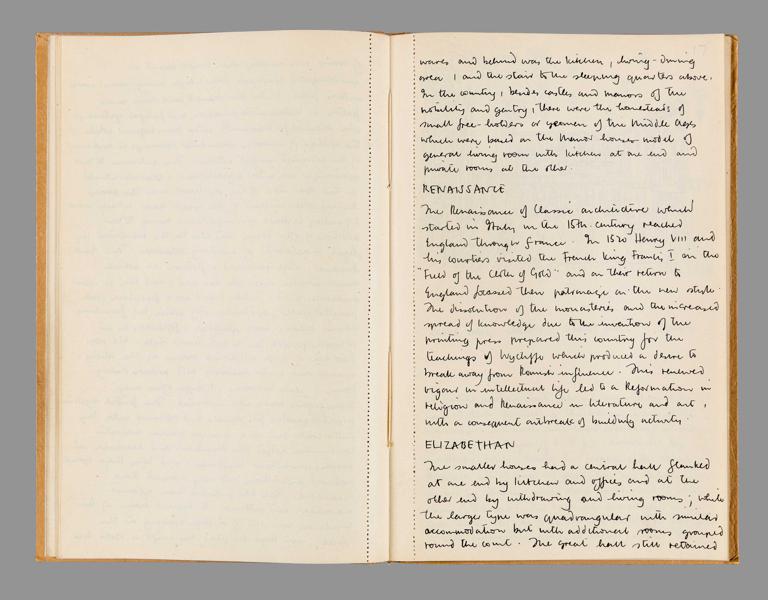 wares and behind was the kitchen, living-dining
area, and the stair to the sleeping quarters above.
In the country, besides castles and manors of the
nobility and gentry, there were the homesteads of
small free-holders or yeomen of the Middle Ages
which were based on the Manor house model of
general living room with kitchen at one end and
private rooms at the other.
RENAISSANCE
The Renaissance of Classic architecture which
started in Italy in the 15th. century reached
England through France. In 1520 Henry VIII and
his courtiers visited the French King Francis I on the
"Field of the Cloth of Gold" and on their return to
England focussed their patronage on the new style.
The dissolution of the monasteries and the increased
spread of knowledge due to the invention of the
printing press prepared this country for the
teachings of Wycliffe which produced a desire to
break away from Romish influence. This renewed
vigour in intellectual life led to a Reformation in
religion and Renaissance in literature and art,
with a consequent outbreak of building activity.
ELIZABETHAN
The smaller houses had a central hall flanked
at one end by kitchen and offices and at the
other end by withdrawing and living rooms; while
the large type was quadrangular with similar
accommodation but with additional rooms grouped
round the court. The great hall still retained